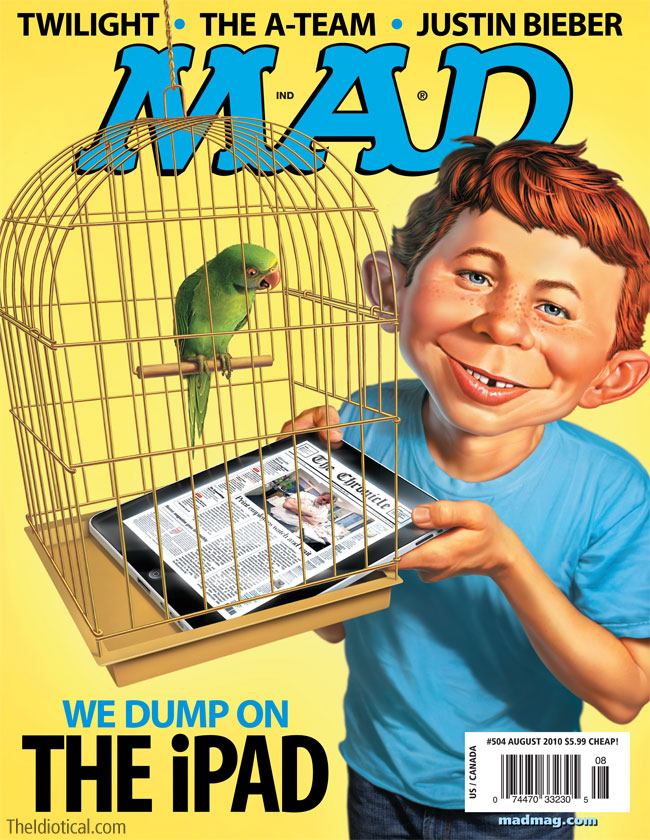 TWILIGHT • THE A-TEAM • JUSTIN BIEBER
MAD
IND
®
The Chronicle
WE DUMP ON
THE iPAD
#504 AUGUST 2010 $5.99 CHEAP!
US / CANADA
08
0 74470 33230 5
madmag.com
TheIdiotical.com